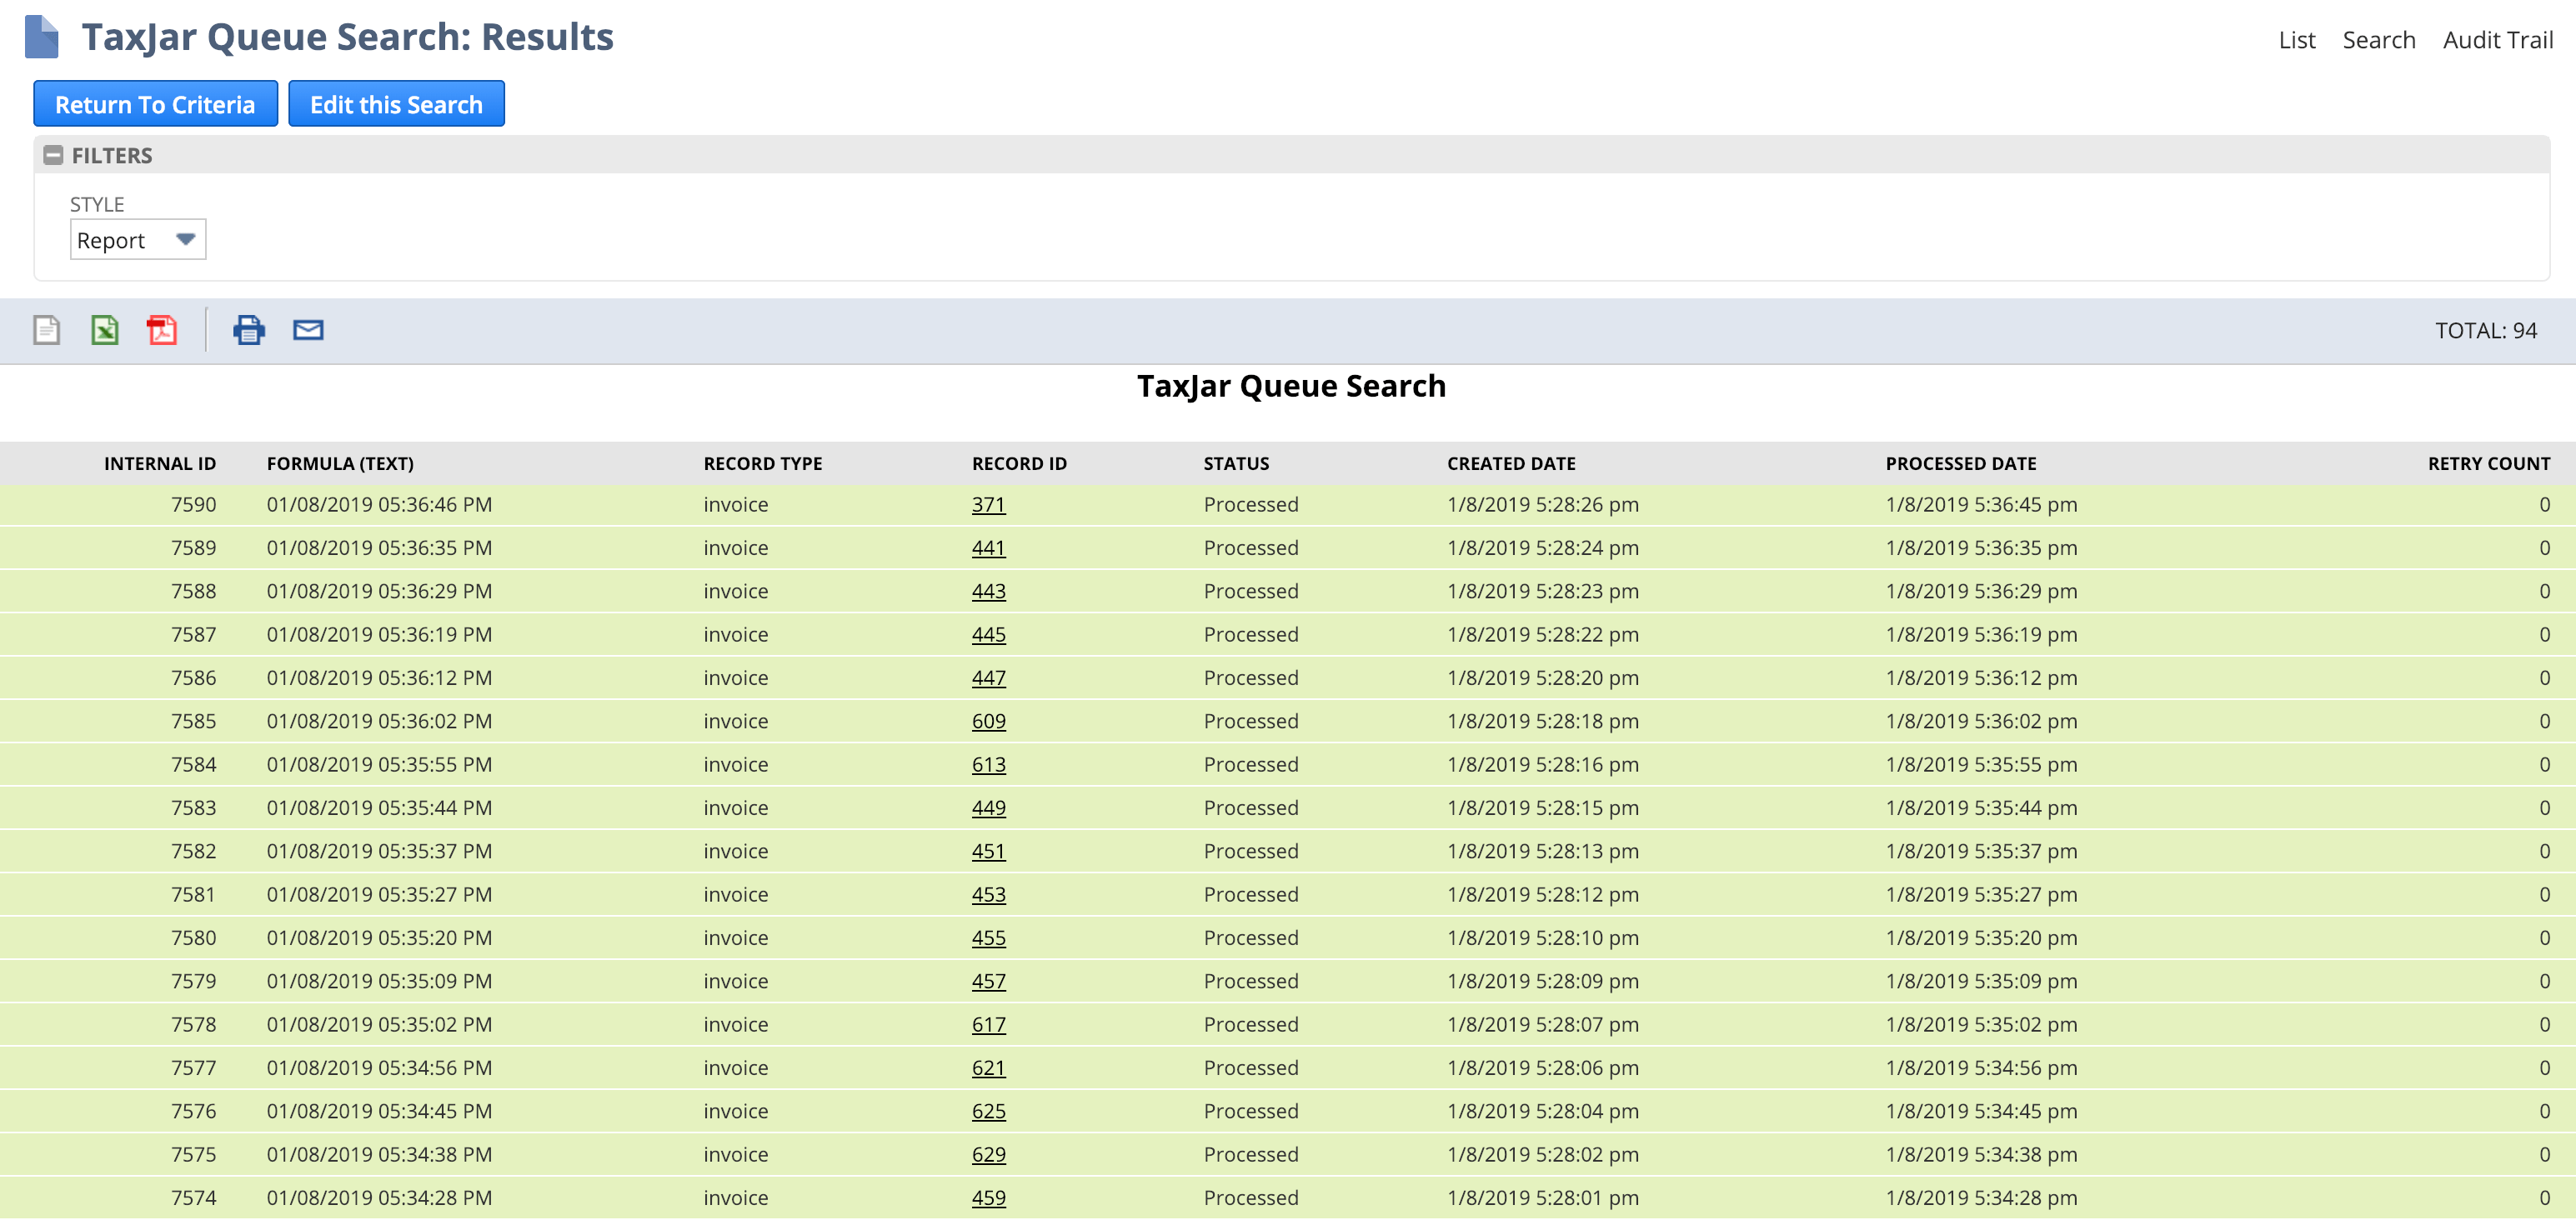 TaxJar Queue Search: Results
List Search Audit Trail
Return To Criteria Edit this Search
FILTERS
STYLE
Report
TOTAL: 94
TaxJar Queue Search
INTERNAL ID FORMULA (TEXT) RECORD TYPE RECORD ID STATUS CREATED DATE PROCESSED DATE RETRY COUNT
7590 01/08/2019 05:36:46 PM invoice 371 Processed 1/8/2019 5:28:26 pm 1/8/2019 5:36:45 pm 0
7589 01/08/2019 05:36:35 PM invoice 441 Processed 1/8/2019 5:28:24 pm 1/8/2019 5:36:35 pm 0
7588 01/08/2019 05:36:29 PM invoice 443 Processed 1/8/2019 5:28:23 pm 1/8/2019 5:36:29 pm 0
7587 01/08/2019 05:36:19 PM invoice 445 Processed 1/8/2019 5:28:22 pm 1/8/2019 5:36:19 pm 0
7586 01/08/2019 05:36:12 PM invoice 447 Processed 1/8/2019 5:28:20 pm 1/8/2019 5:36:12 pm 0
7585 01/08/2019 05:36:02 PM invoice 609 Processed 1/8/2019 5:28:18 pm 1/8/2019 5:36:02 pm 0
7584 01/08/2019 05:35:55 PM invoice 613 Processed 1/8/2019 5:28:16 pm 1/8/2019 5:35:55 pm 0
7583 01/08/2019 05:35:44 PM invoice 449 Processed 1/8/2019 5:28:15 pm 1/8/2019 5:35:44 pm 0
7582 01/08/2019 05:35:37 PM invoice 451 Processed 1/8/2019 5:28:13 pm 1/8/2019 5:35:37 pm 0
7581 01/08/2019 05:35:27 PM invoice 453 Processed 1/8/2019 5:28:12 pm 1/8/2019 5:35:27 pm 0
7580 01/08/2019 05:35:20 PM invoice 455 Processed 1/8/2019 5:28:10 pm 1/8/2019 5:35:20 pm 0
7579 01/08/2019 05:35:09 PM invoice 457 Processed 1/8/2019 5:28:09 pm 1/8/2019 5:35:09 pm 0
7578 01/08/2019 05:35:02 PM invoice 617 Processed 1/8/2019 5:28:07 pm 1/8/2019 5:35:02 pm 0
7577 01/08/2019 05:34:56 PM invoice 621 Processed 1/8/2019 5:28:06 pm 1/8/2019 5:34:56 pm 0
7576 01/08/2019 05:34:45 PM invoice 625 Processed 1/8/2019 5:28:04 pm 1/8/2019 5:34:45 pm 0
7575 01/08/2019 05:34:38 PM invoice 629 Processed 1/8/2019 5:28:02 pm 1/8/2019 5:34:38 pm 0
7574 01/08/2019 05:34:28 PM invoice 459 Processed 1/8/2019 5:28:01 pm 1/8/2019 5:34:28 pm 0